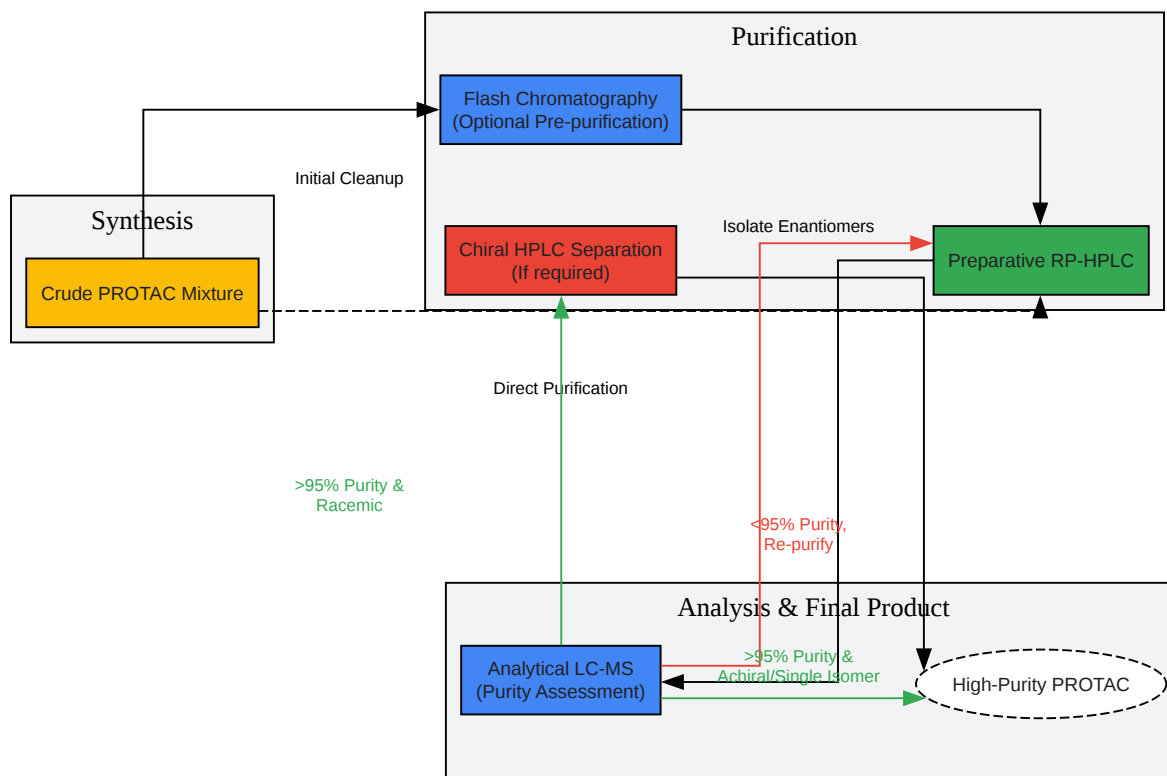 Purification
Flash Chromatography
(Optional Pre-purification)
Initial Cleanup
Synthesis
Crude PROTAC Mixture
Chiral HPLC Separation
(If required)
Isolate Enantiomers
Preparative RP-HPLC
Direct Purification
>95% Purity &
Racemic
<95% Purity,
Re-purify
Analysis & Final Product
Analytical LC-MS
(Purity Assessment)
>95% Purity &
Achiral/Single Isomer
High-Purity PROTAC